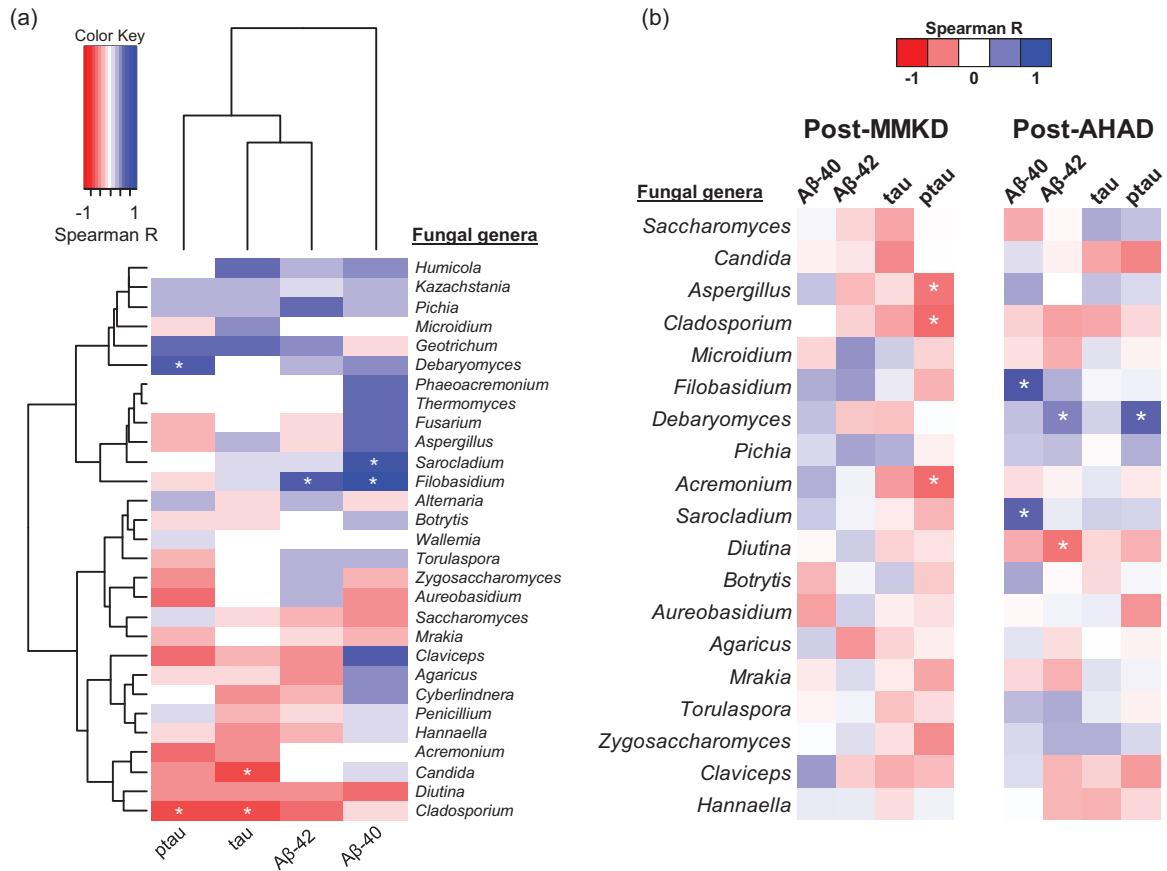 (a)
Color Key
-1 1
Spearman R
Fungal genera
Humicola
Kazachstania
Pichia
Microidium
Geotrichum
*
Debaryomyces
Phaeoacremonium
Thermomyces
Fusarium
Aspergillus
*
Sarocladium
* *
Filobasidium
Alternaria
Botrytis
Wallemia
Torulaspora
Zygosaccharomyces
Aureobasidium
Saccharomyces
Mrakia
Claviceps
Agaricus
Cyberlindnera
Penicillium
Hannaella
Acremonium
*
Candida
Diutina
* *
Cladosporium
ptau
tau
Aβ-42
Aβ-40
(b)
Spearman R
-1 0 1
Post-MMKD
Post-AHAD
Fungal genera
Aβ-40
Aβ-42
tau
ptau
Aβ-40
Aβ-42
tau
ptau
Saccharomyces
Candida
Aspergillus *
Cladosporium *
Microidium
Filobasidium *
Debaryomyces * *
Pichia
Acremonium *
Sarocladium *
Diutina *
Botrytis
Aureobasidium
Agaricus
Mrakia
Torulaspora
Zygosaccharomyces
Claviceps
Hannaella